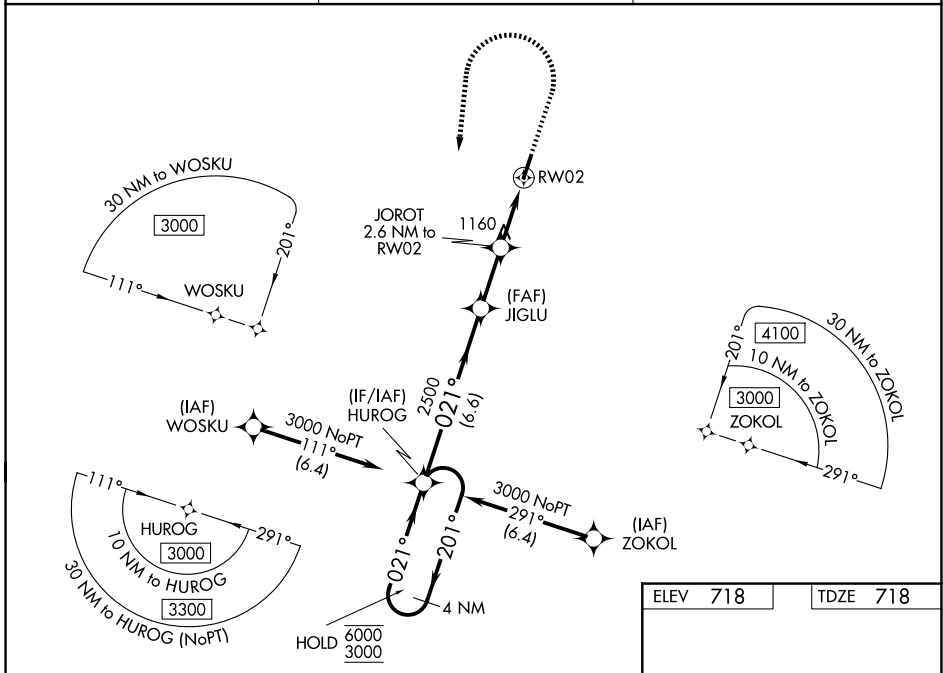 30 NM to WOSKU
3000
201°
111°
WOSKU
RW02
JOROT
2.6 NM to
RW02
1160
(FAF)
JIGLU
30 NM to ZOKOL
4100
201°
10 NM to ZOKOL
3000
ZOKOL
291°
(IF/IAF)
HUROG
2500
021°
(6.6)
(IAF)
WOSKU
3000 NoPT
111°
(6.4)
3000 NoPT
291°
(6.4)
(IAF)
ZOKOL
111°
HUROG
291°
3000
10 NM to HUROG
3300
30 NM to HUROG (NoPT)
021°
201°
4 NM
HOLD 6000
3000
ELEV 718
TDZE 718